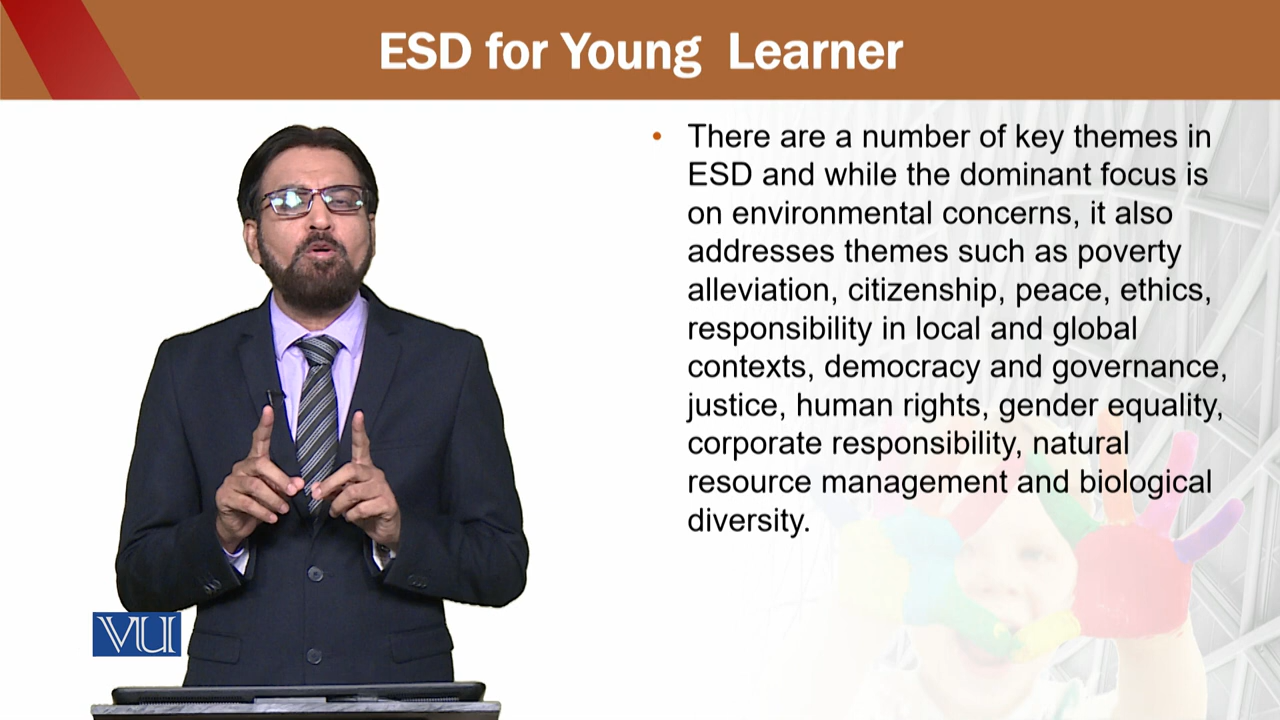 ESD for Young Learner
• There are a number of key themes in
ESD and while the dominant focus is
on environmental concerns, it also
addresses themes such as poverty
alleviation, citizenship, peace, ethics,
responsibility in local and global
contexts, democracy and governance,
justice, human rights, gender equality,
corporate responsibility, natural
resource management and biological
diversity.
VU